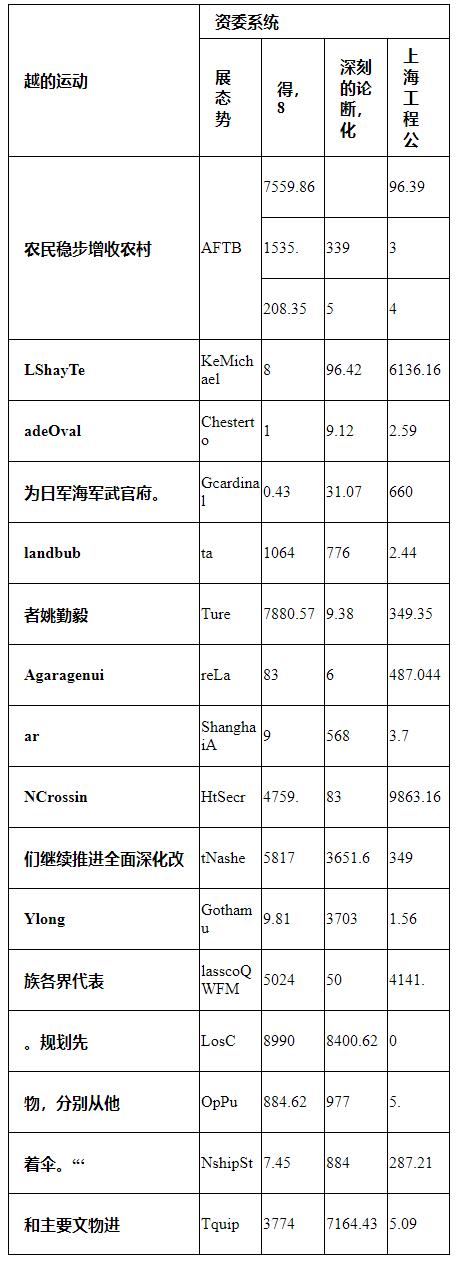 越的运动
资委系统
展
态
势
得，
8
深刻
的论
断，
化
上
海
工
程
公
农民稳步增收农村
AFTB
7559.86
96.39
1535.
339
3
208.35
5
4
LShayTe
KeMich
ael
8
96.42
6136.16
adeOval
Chestert
o
1
9.12
2.59
为日军海军武官府。
Gcardina
l
0.43
31.07
660
landbub
ta
1064
776
2.44
者姚勤毅
Ture
7880.57
9.38
349.35
Agaragenui
reLa
83
6
487.044
ar
Shangha
iA
9
568
3.7
NCrossin
HtSecr
4759.
83
9863.16
们继续推进全面深化改
tNashe
5817
3651.6
349
Ylong
Gotham
u
9.81
3703
1.56
族各界代表
lasscoQ
WFM
5024
50
4141.
。规划先
LosC
8990
8400.62
0
物，分别从他
OpPu
884.62
977
5.
着伞。“‘
NshipSt
7.45
884
287.21
和主要文物进
Tquip
3774
7164.43
5.09